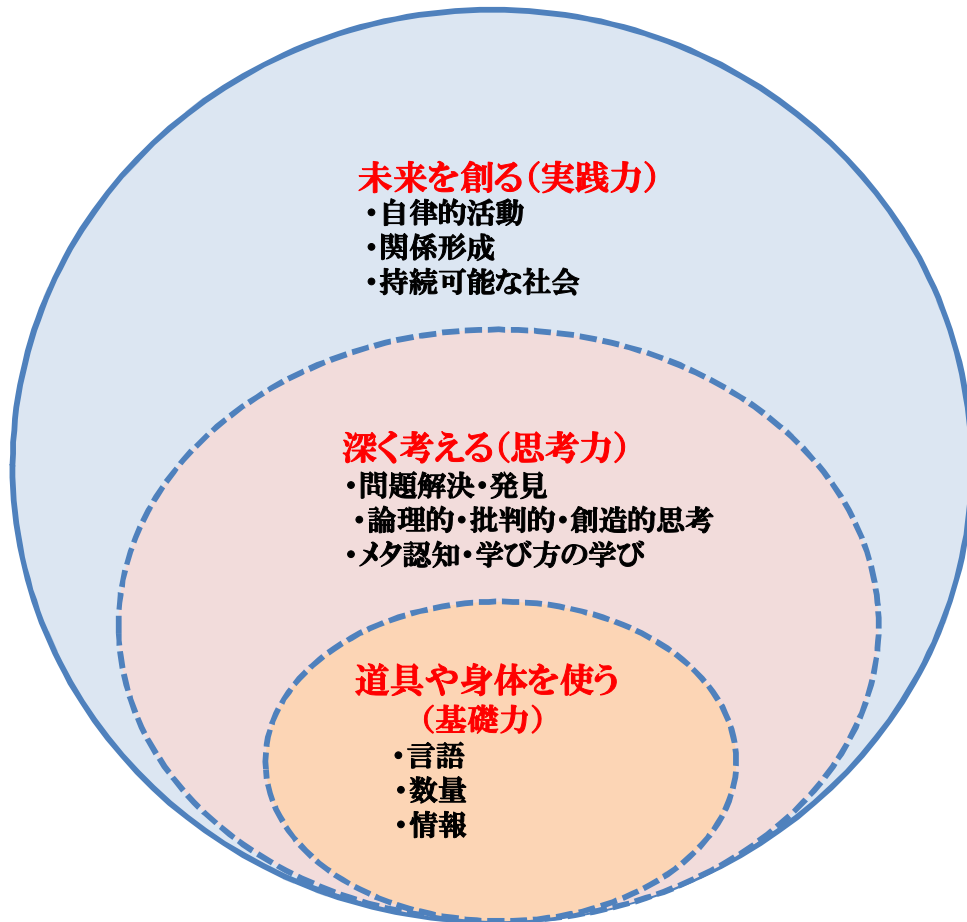 未来を創る(実践力)
・自律的活動
・関係形成
・持続可能な社会
深く考える(思考力)
・問題解決・発見
・論理的・批判的・創造的思考
・メタ認知・学び方の学び
道具や身体を使う
(基礎力)
・言語
・数量
・情報